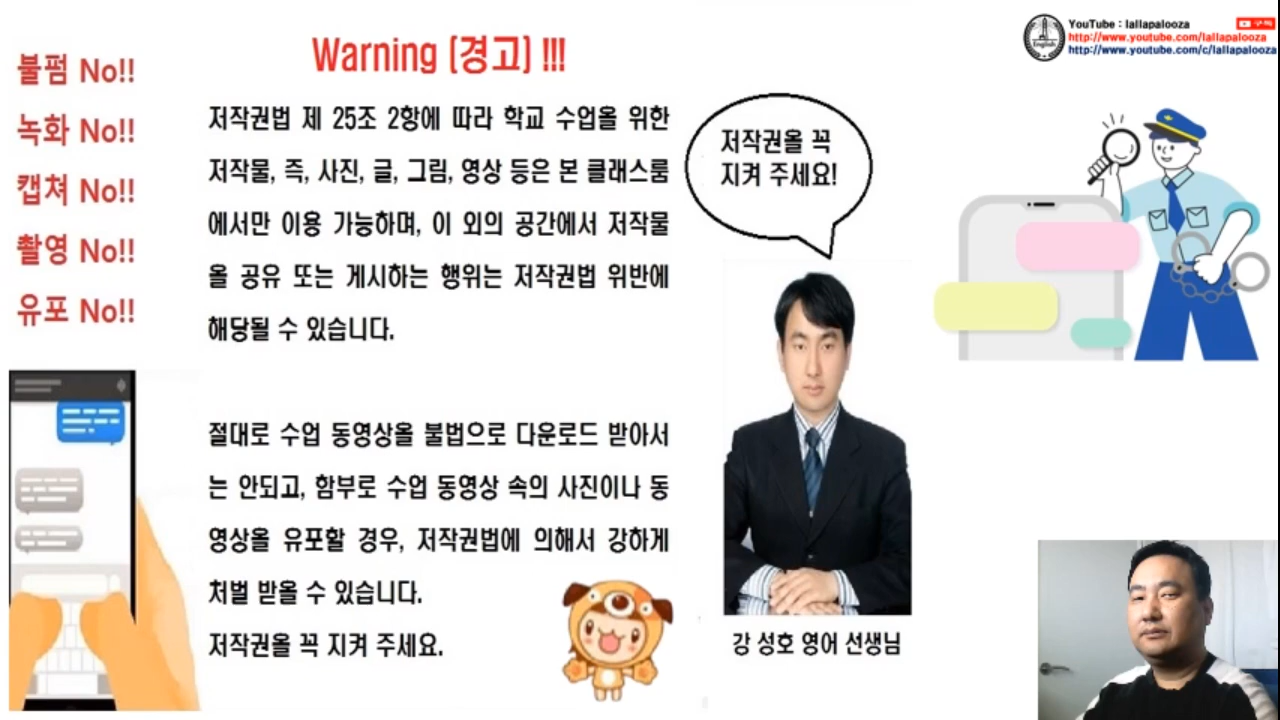 불펌 No!!
녹화 No!!
캡쳐 No!!
촬영 No!!
유포 No!!
Warning (경고) !!!
저작권법 제 25조 2항에 따라 학교 수업을 위한
저작물, 즉, 사진, 글, 그림, 영상 등은 본 클래스룸
에서만 이용 가능하며, 이 외의 공간에서 저작물
을 공유 또는 게시하는 행위는 저작권법 위반에
해당될 수 있습니다.
절대로 수업 동영상을 불법으로 다운로드 받아서
는 안되고, 함부로 수업 동영상 속의 사진이나 동
영상을 유포할 경우, 저작권법에 의해서 강하게
처벌 받을 수 있습니다.
저작권을 꼭 지켜 주세요.
저작권을 꼭
지켜 주세요!
강 성호 영어 선생님
YouTube : lallapalooza
구독
http://www.youtube.com/lallapalooza
http://www.youtube.com/c/lallapalooza
English